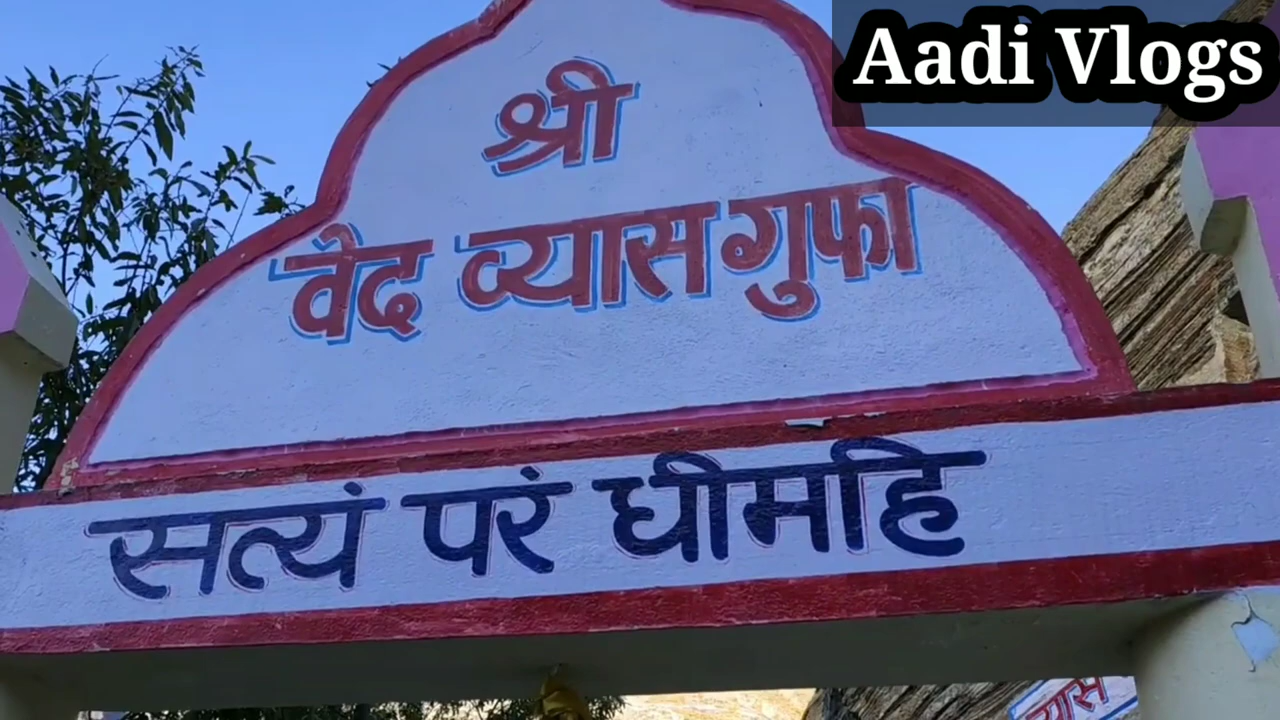 Aadi Vlogs
श्री
वेद व्यास गुफा
सत्यं परं धीमहि
व्यास